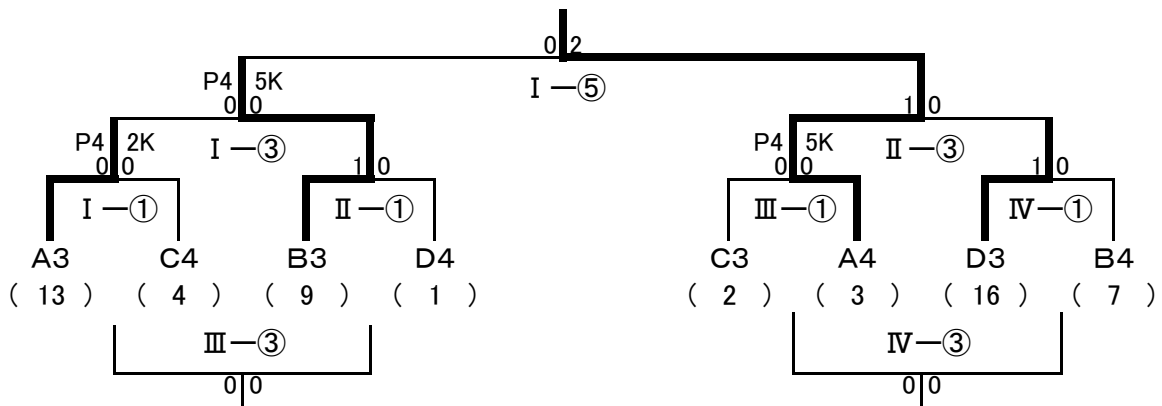 0 2
P4 5K
Ⅰ—⑤
0 0 1 0
P4 2K Ⅰ—③ P4 5K Ⅱ—③
0 0 1 0 0 0 1 0
Ⅰ—① Ⅱ—① Ⅲ—① Ⅳ—①
A3 C4 B3 D4 C3 A4 D3 B4
( 13 ) ( 4 ) ( 9 ) ( 1 ) ( 2 ) ( 3 ) ( 16 ) ( 7 )
Ⅲ—③ Ⅳ—③
0 0 0 0